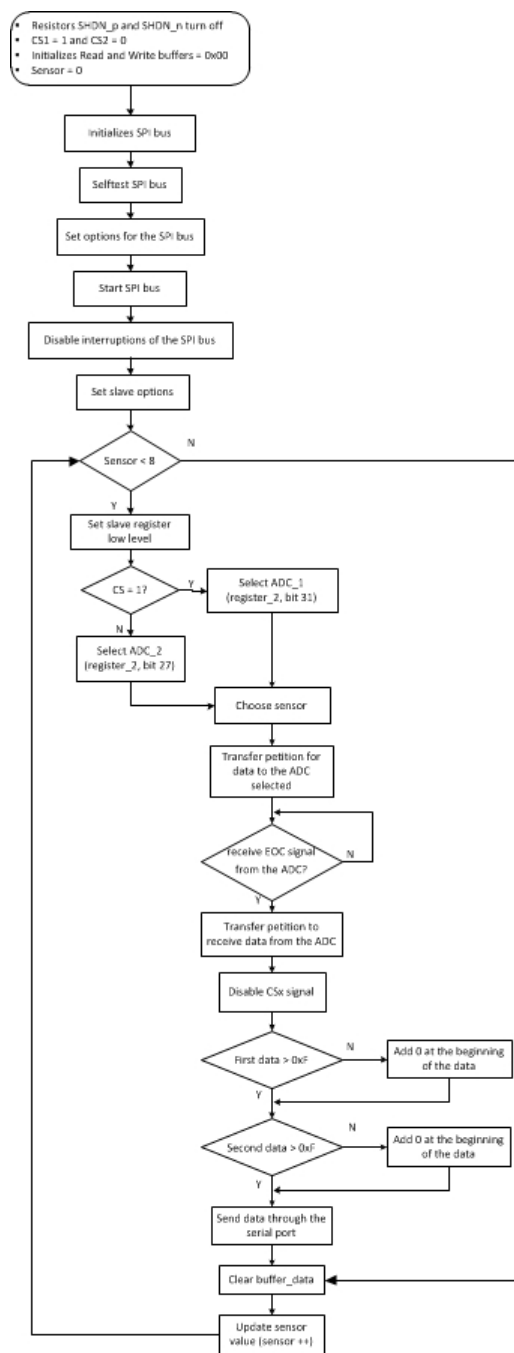 • Resistors SHDN_p and SHDN_n turn off
• CS1 = 1 and CS2 = 0
• Initializes Read and Write buffers = 0x00
• Sensor = 0
Initializes SPI bus
Selftest SPI bus
Set options for the SPI bus
Start SPI bus
Disable interruptions of the SPI bus
Set slave options
Sensor < 8
N
Y
Set slave register
low level
CS = 1?
Y
Select ADC_1
(register_2, bit 31)
N
Select ADC_2
(register_2, bit 27)
Choose sensor
Transfer petition for
data to the ADC
selected
receive EOC signal
from the ADC?
N
Y
Transfer petition to
receive data from the ADC
Disable CSx signal
First data > 0xF
N
Add 0 at the beginning
of the data
Y
Second data > 0xF
N
Add 0 at the beginning
of the data
Y
Send data through the
serial port
Clear buffer_data
Update sensor
value (sensor ++)